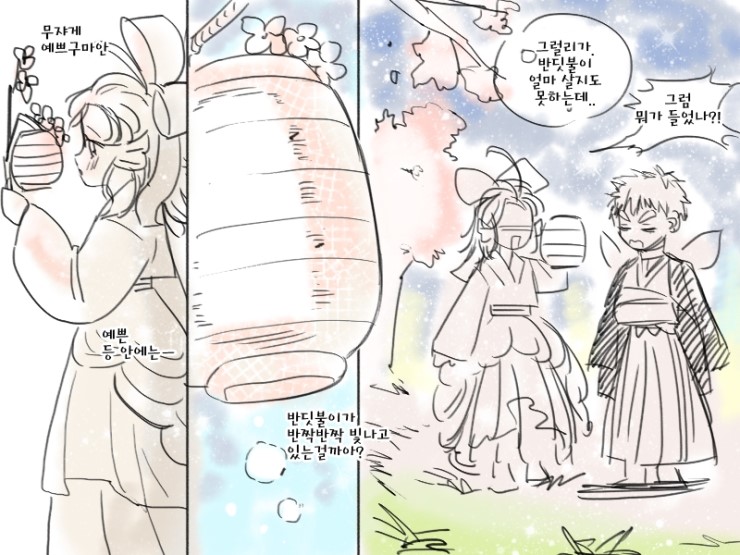 무쟈게
예쁘구마안
예쁜
등 안에는ー
반딧불이가
반짝반짝 빛나고
있는걸까아?
그럴리가,
반딧불이
얼마 살지도
못하는데..
그럼
뭐가 들었나?!